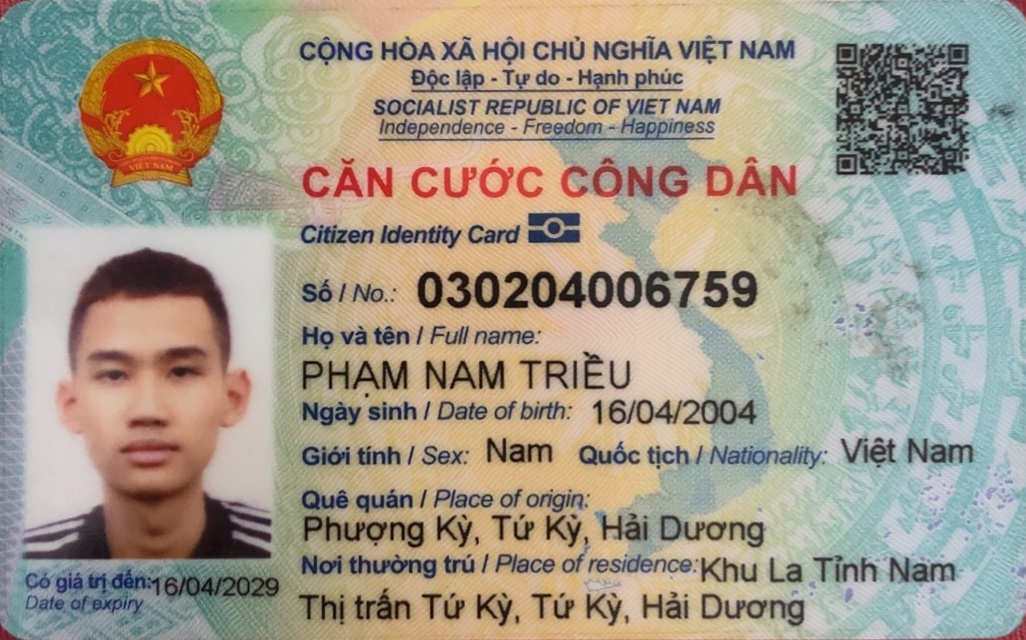 CỘNG HÒA XÃ HỘI CHỦ NGHĨA VIỆT NAM
Độc lập - Tự do - Hạnh phúc
SOCIALIST REPUBLIC OF VIET NAM
Independence - Freedom - Happiness
VIỆT NAM
CĂN CƯỚC CÔNG DÂN
Citizen Identity Card
Số / No.: 030204006759
Họ và tên / Full name:
PHẠM NAM TRIỀU
Ngày sinh / Date of birth: 16/04/2004
Giới tính / Sex: Nam Quốc tịch / Nationality: Việt Nam
Quê quán / Place of origin:
Phượng Kỳ, Tứ Kỳ, Hải Dương
Nơi thường trú / Place of residence: Khu La Tỉnh Nam
Thị trấn Tứ Kỳ, Tứ Kỳ, Hải Dương
Có giá trị đến: 16/04/2029
Date of expiry